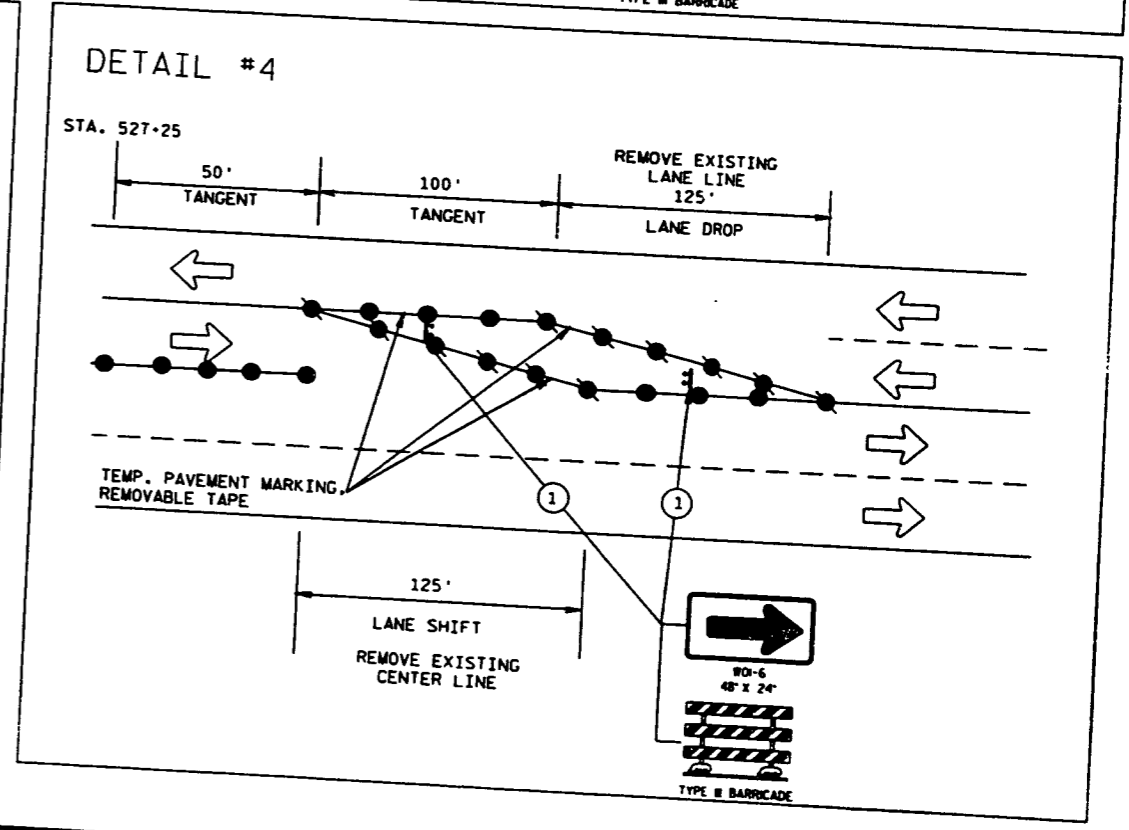 TYPE III BARRICADE
DETAIL #4
STA. 527+25
50'
TANGENT
100'
TANGENT
REMOVE EXISTING
LANE LINE
125'
LANE DROP
TEMP. PAVEMENT MARKING,
REMOVABLE TAPE
1
1
125'
LANE SHIFT
REMOVE EXISTING
CENTER LINE
WO1-6
48" X 24"
TYPE III BARRICADE